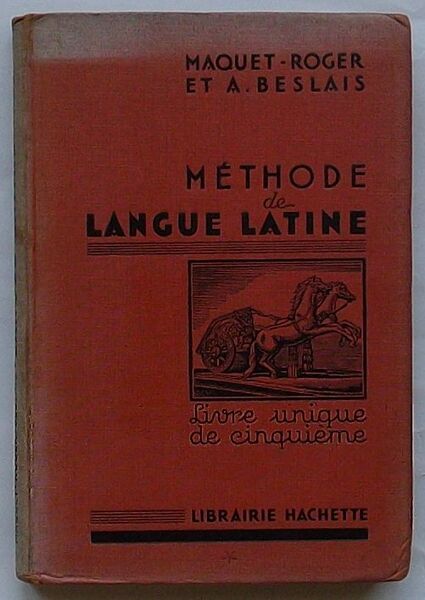 MAQUET-ROGER
ET A. BESLAIS
MÉTHODE
de
LANGUE LATINE
Livre unique
de cinquième
LIBRAIRIE HACHETTE